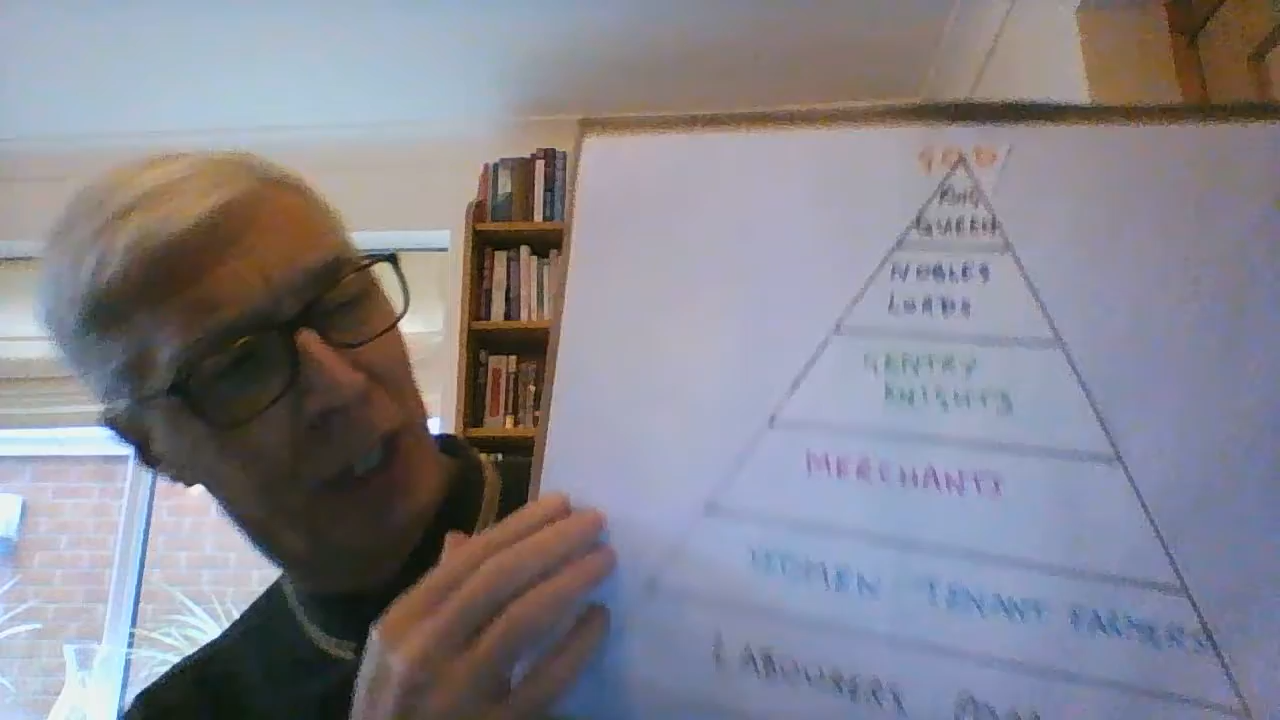 GOD
KING
QUEEN
NOBLES
LORDS
GENTRY
KNIGHTS
MERCHANTS
YEOMEN TENANT FARMERS
LABOURERS